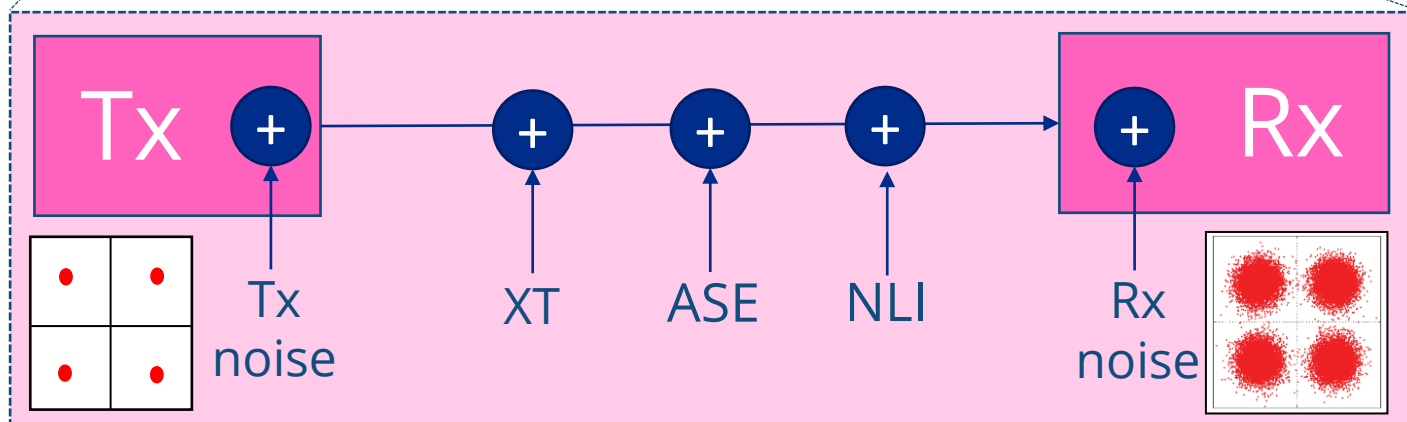 Tx
+
+
+
+
+
Rx
Tx
noise
XT
ASE
NLI
Rx
noise